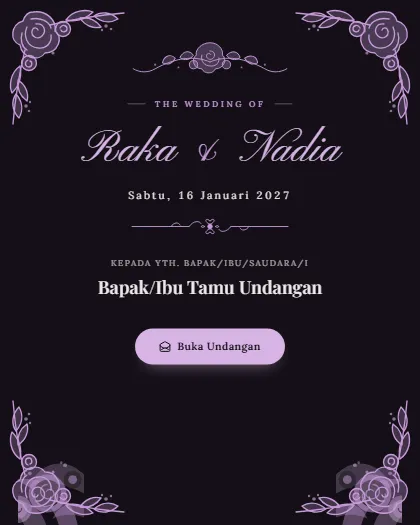 THE WEDDING OF
Raka & Nadia
Sabtu, 16 Januari 2027
KEPADA YTH. BAPAK/IBU/SAUDARA/I
Bapak/Ibu Tamu Undangan
Buka Undangan